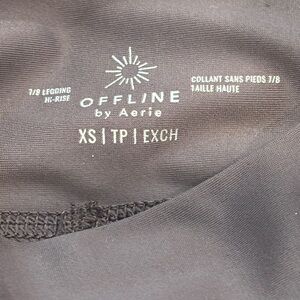 7/8 LEGGING
HI-RISE
OFFLINE
by Aerie
XS | TP | EXCH
COLLANT SANS PIEDS 7/8
TAILLE HAUTE